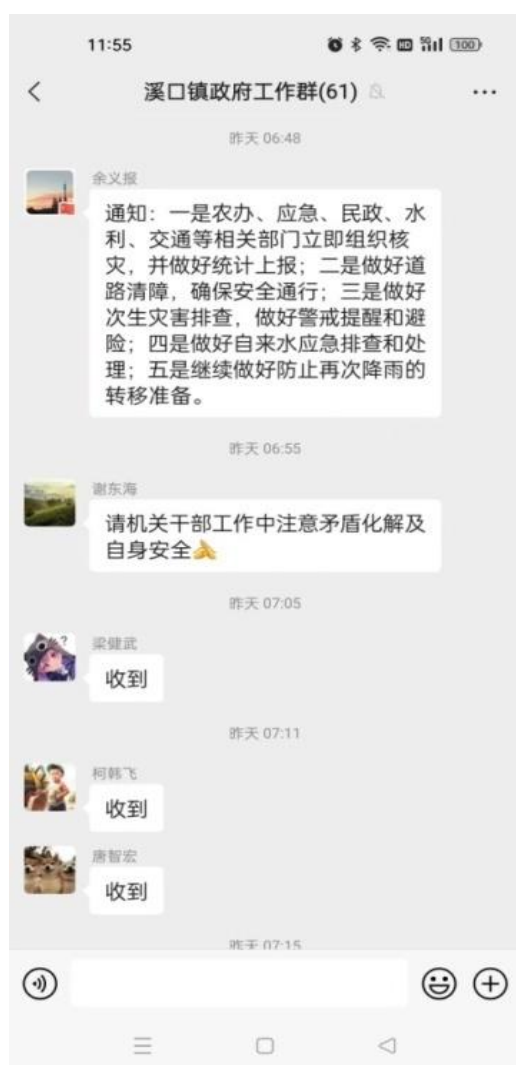 11:55
HD 5G 100
溪口镇政府工作群(61)
昨天 06:48
余义报
通知：一是农办、应急、民政、水
利、交通等相关部门立即组织核
灾，并做好统计上报；二是做好道
路清障，确保安全通行；三是做好
次生灾害排查，做好警戒提醒和避
险；四是做好自来水应急排查和处
理；五是继续做好防止再次降雨的
转移准备。
昨天 06:55
谢东海
请机关干部工作中注意矛盾化解及
自身安全
昨天 07:05
梁健武
收到
昨天 07:11
柯韩飞
收到
唐智宏
收到
昨天 07:15